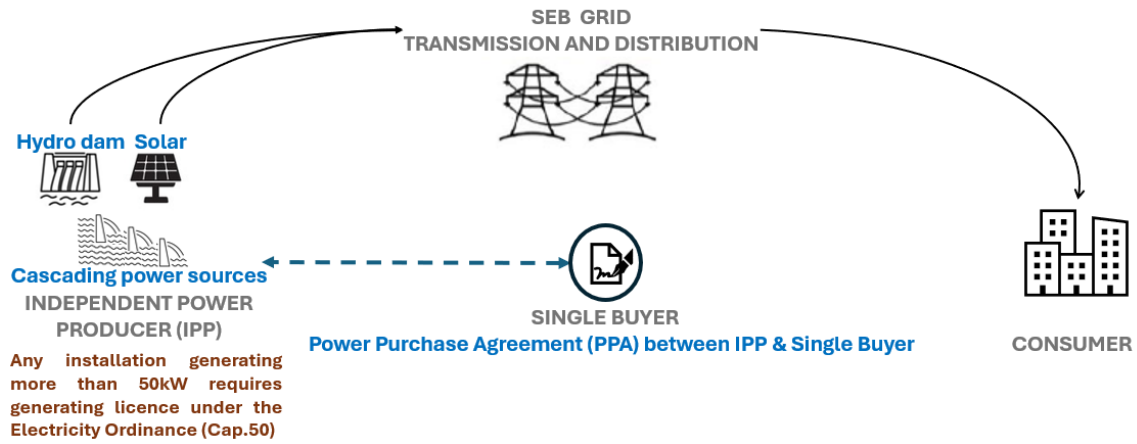 SEB GRID
TRANSMISSION AND DISTRIBUTION
Hydro dam Solar
Cascading power sources
INDEPENDENT POWER
PRODUCER (IPP)
Any installation generating
more than 50kW requires
generating licence under the
Electricity Ordinance (Cap.50)
SINGLE BUYER
Power Purchase Agreement (PPA) between IPP & Single Buyer
CONSUMER